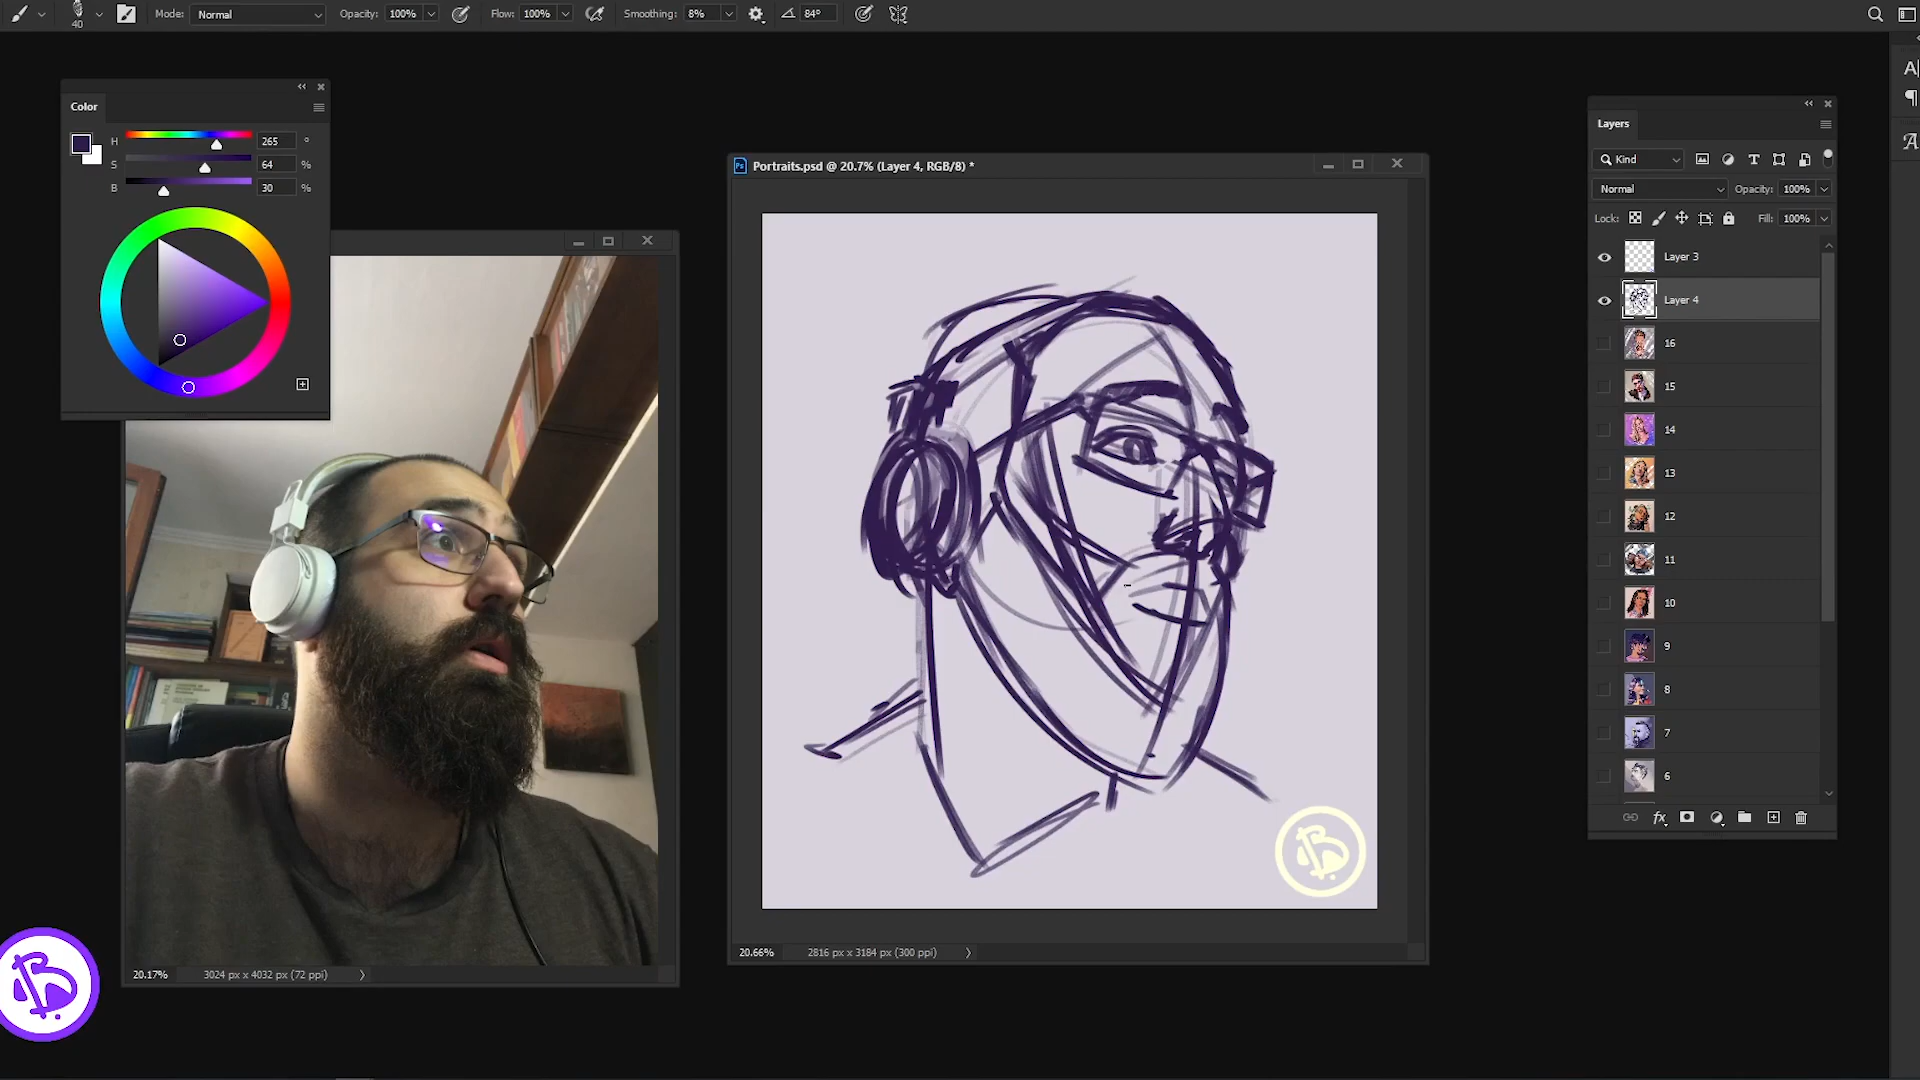 40 Mode: Normal Opacity: 100% Flow: 100% Smoothing: 8% 84°
Color
H 265 °
S 64 %
B 30 %
Portraits.psd @ 20.7% (Layer 4, RGB/8) *
20.17% 3024 px x 4032 px (72 ppi)
20.66% 2816 px x 3184 px (300 ppi)
Layers
Kind
Normal Opacity: 100%
Lock: Fill: 100%
Layer 3
Layer 4
16
15
14
13
12
11
10
9
8
7
6